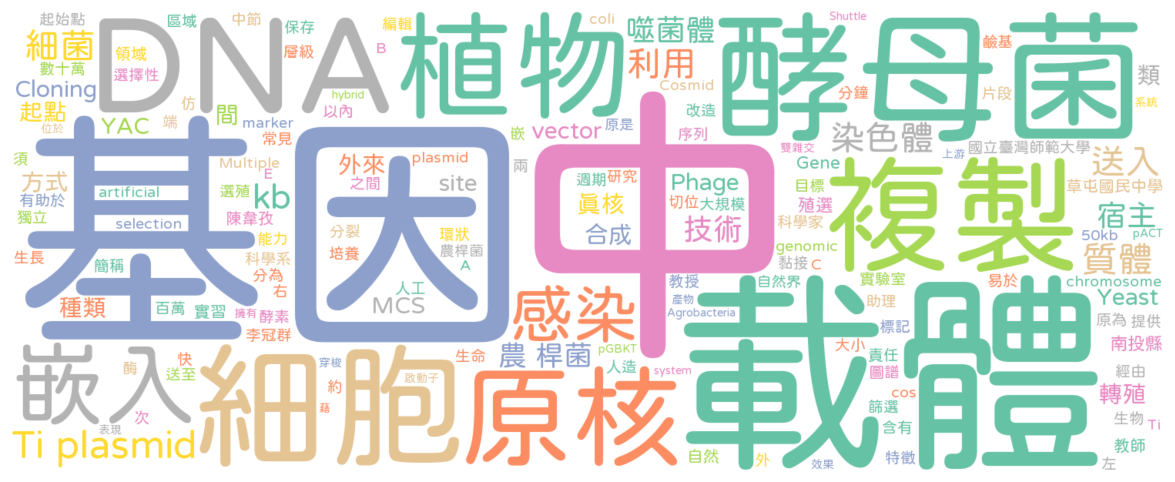 起始點
區域
中節
保存
編輯
coli
噬菌體
Shuttle
鹼基
細菌
DNA
植物
酵母菌
領域
層級
B
利用
類
數十萬
選擇性
Cosmid
分鐘
片段
Cloning
仿
hybrid
改造
系統
起點
間
以內
YAC
端
marker
嵌
vector
原是
序列
染色體
位於
常見
雙雜交
上游
國立臺灣師範大學
基因
中
複製
須
Multiple
外來
plasmid
兩
Gene
送入
方式
E
之間
site
週期
研究
Phage
目標
草屯國民中學
有助於
artificial
選殖
kb
眞核
切位
大規模
殖選
宿主
獨立
selection
陳韋孜
分裂
環狀
合成
技術
科學家
50kb
pACT
生長
簡稱
能力
培養
農桿菌
genomic
質體
科學系
A
黏接
C
分為
人工
教授
自然界
實驗室
易於
chromosome
種類
百萬
實習
右
擁有
酵素
MCS
感染
產物
Agrobacteria
助理
載體
原為
提供
Yeast
李冠群
標記
嵌入
酶
快
送至
細胞
穿梭
啟動子
生命
農 桿菌
pGBKT
人造
大小
責任
圖譜
南投縣
約
原核
system
經由
次
藉
cos
轉殖
表現
篩選
含有
生物
Ti
Ti plasmid
自然
外
效果
特徵
教師
左